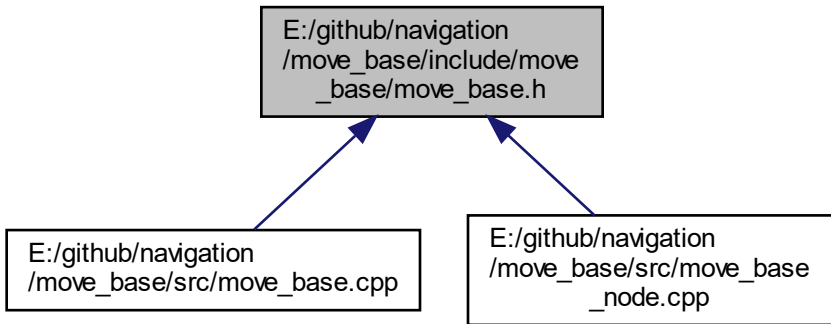 E:/github/navigation
/move_base/include/move
_base/move_base.h
E:/github/navigation
/move_base/src/move_base.cpp
E:/github/navigation
/move_base/src/move_base
_node.cpp